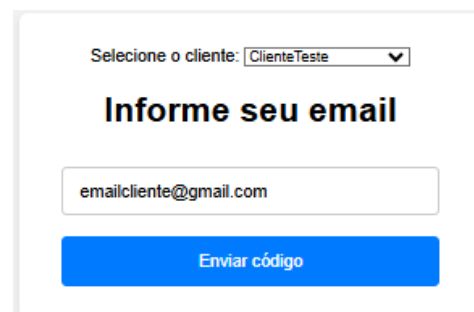 Selecione o cliente: ClienteTeste
Informe seu email
emailcliente@gmail.com
Enviar código